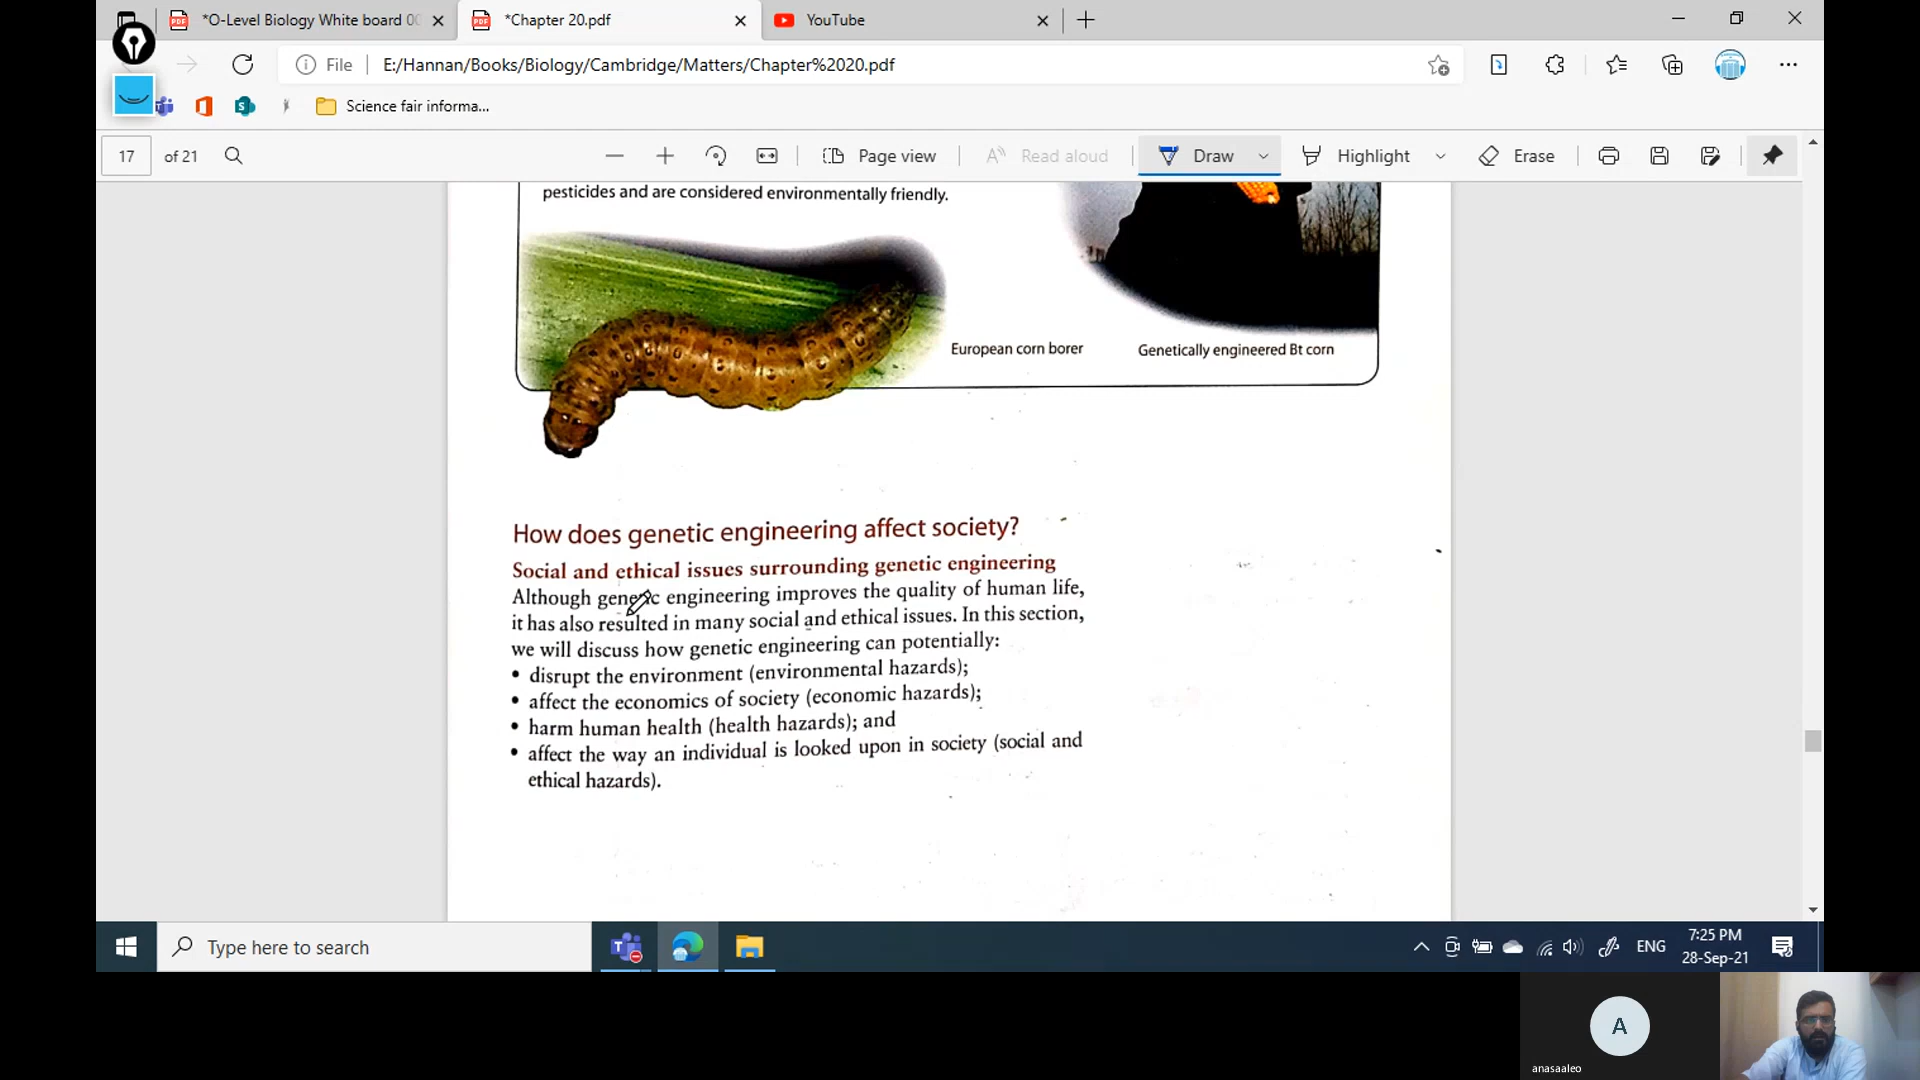 *O-Level Biology White board 00
*Chapter 20.pdf
YouTube
File
E:/Hannan/Books/Biology/Cambridge/Matters/Chapter%2020.pdf
Science fair informa...
17
of 21
Page view
Read aloud
Draw
Highlight
Erase
pesticides and are considered environmentally friendly.
European corn borer
Genetically engineered Bt corn
How does genetic engineering affect society?
Social and ethical issues surrounding genetic engineering
Although genetic engineering improves the quality of human life,
it has also resulted in many social and ethical issues. In this section,
we will discuss how genetic engineering can potentially:
• disrupt the environment (environmental hazards);
• affect the economics of society (economic hazards);
• harm human health (health hazards); and
• affect the way an individual is looked upon in society (social and
ethical hazards).
Type here to search
ENG
7:25 PM
28-Sep-21
A
anasaaleo